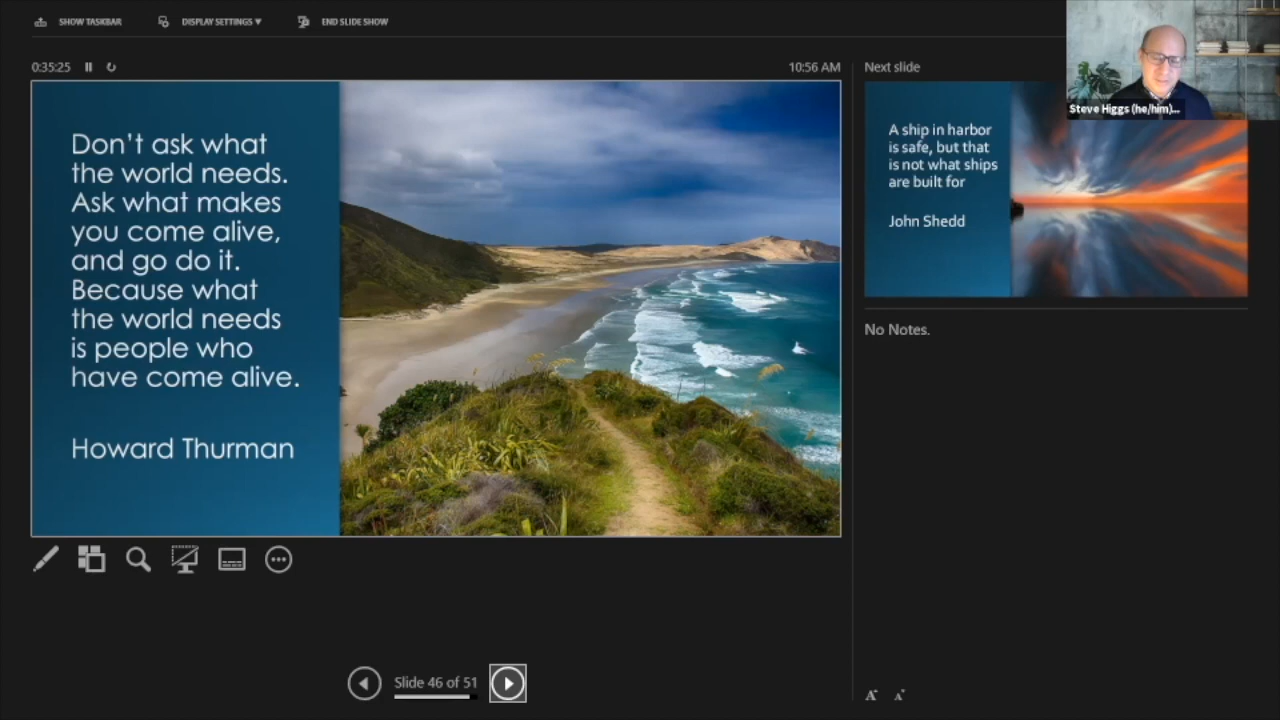 SHOW TASKBAR
DISPLAY SETTINGS ▼
END SLIDE SHOW
0:35:25
10:56 AM
Don’t ask what
the world needs.
Ask what makes
you come alive,
and go do it.
Because what
the world needs
is people who
have come alive.
Howard Thurman
Next slide
Steve Higgs (he/him)...
A ship in harbor
is safe, but that
is not what ships
are built for
John Shedd
No Notes.
Slide 46 of 51
A A